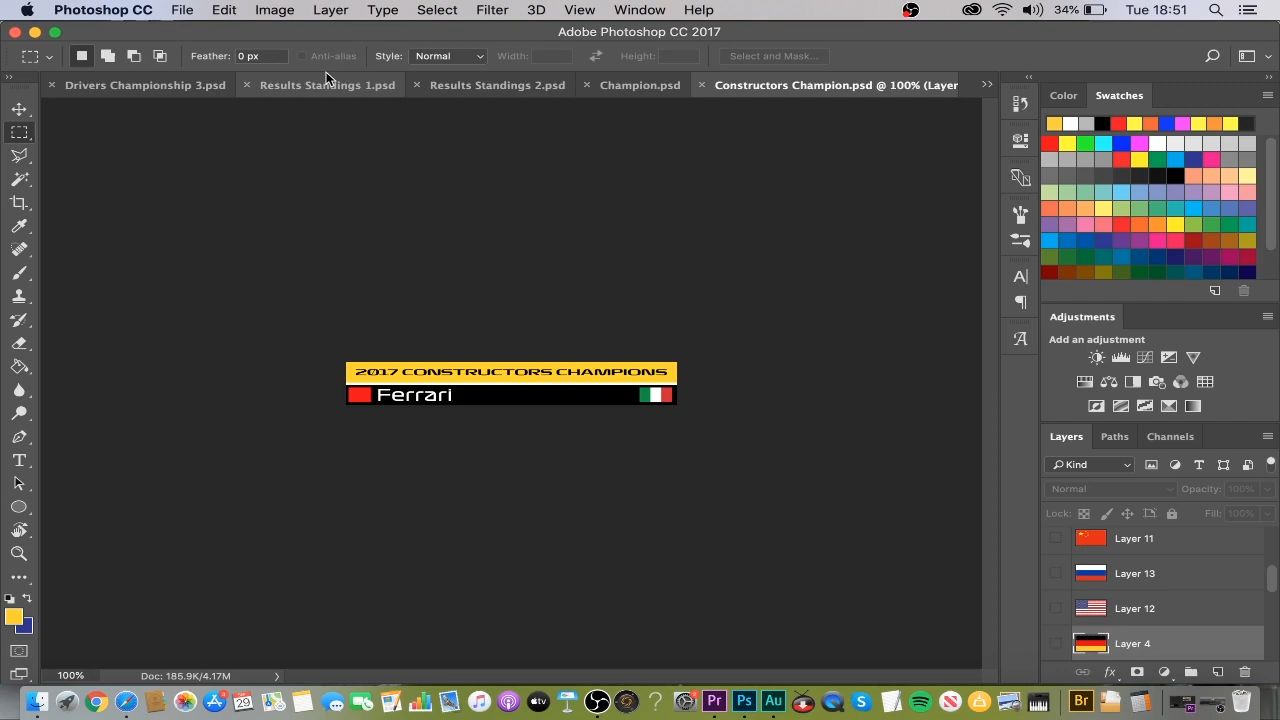 Photoshop CC File Edit Image Layer Type Select Filter 3D View Window Help 34% Tue 18:51
Adobe Photoshop CC 2017
Feather: 0 px Anti-alias Style: Normal Width: Height: Select and Mask...
Drivers Championship 3.psd Results Standings 1.psd Results Standings 2.psd Champion.psd Constructors Champion.psd @ 100% (Layer
Color Swatches
Adjustments
Add an adjustment
2017 CONSTRUCTORS CHAMPIONS
Ferrari
Layers Paths Channels
Kind
Normal Opacity: 100%
Lock: Fill: 100%
Layer 11
Layer 13
Layer 12
Layer 4
100% Doc: 185.9K/4.17M